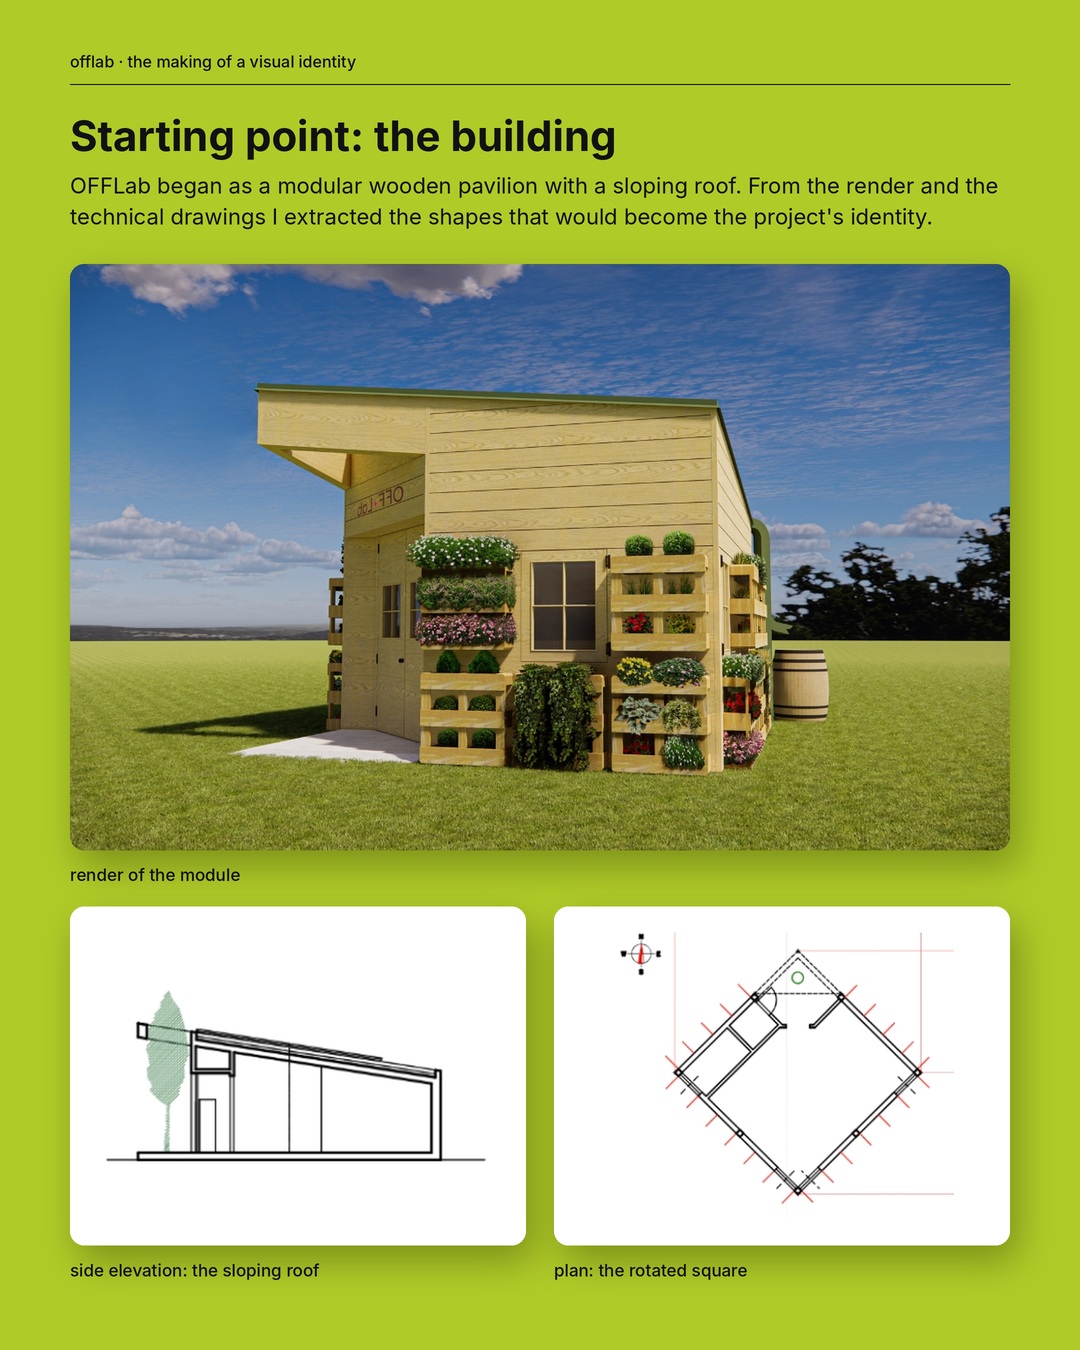 offlab · the making of a visual identity
Starting point: the building
OFFLab began as a modular wooden pavilion with a sloping roof. From the render and the
technical drawings I extracted the shapes that would become the project's identity.
OFF·Lab
render of the module
N
W E
S
side elevation: the sloping roof
plan: the rotated square